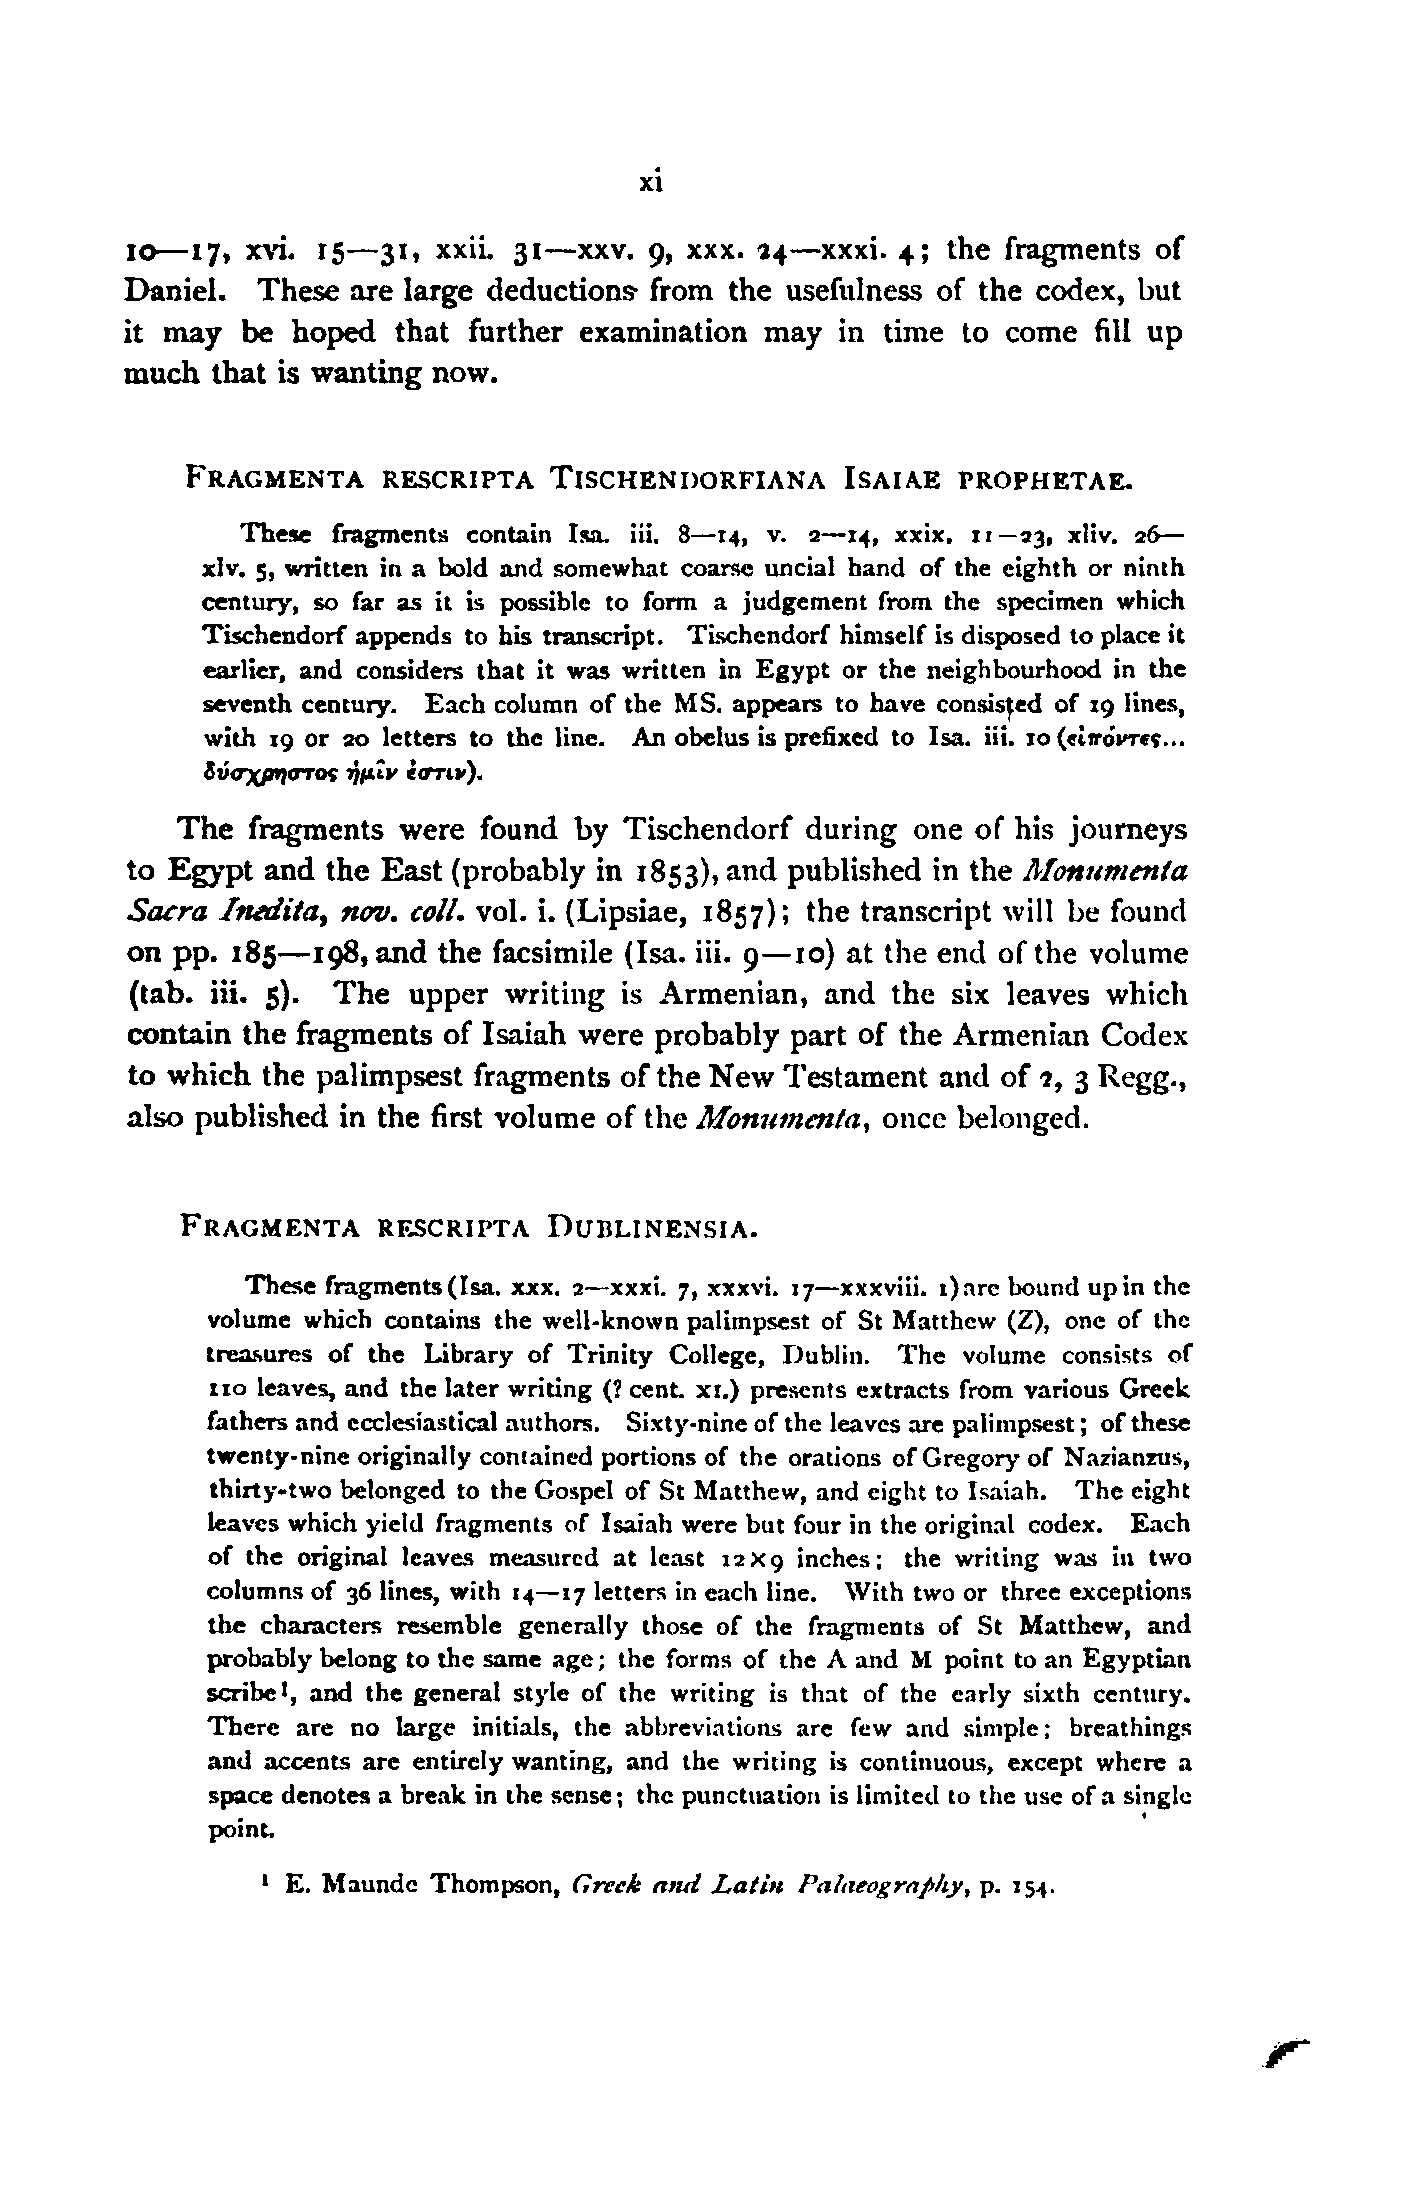 xi
10—17, xvi. 15—31, xxii. 31—xxv. 9, xxx. 24—xxxi. 4; the fragments of
Daniel. These are large deductions from the usefulness of the codex, but
it may be hoped that further examination may in time to come fill up
much that is wanting now.
FRAGMENTA RESCRIPTA TISCHENDORFIANA ISAIAE PROPHETAE.
These fragments contain Isa. iii. 8—14, v. 2—14, xxix. 11—23, xliv. 26—
xlv. 5, written in a bold and somewhat coarse uncial hand of the eighth or ninth
century, so far as it is possible to form a judgement from the specimen which
Tischendorf appends to his transcript. Tischendorf himself is disposed to place it
earlier, and considers that it was written in Egypt or the neighbourhood in the
seventh century. Each column of the MS. appears to have consisted of 19 lines,
with 19 or 20 letters to the line. An obelus is prefixed to Isa. iii. 10 (εἰπόντες...
δύσχρηστος ἡμῖν ἐστιν).
The fragments were found by Tischendorf during one of his journeys
to Egypt and the East (probably in 1853), and published in the Monumenta
Sacra Inedita, nov. coll. vol. i. (Lipsiae, 1857); the transcript will be found
on pp. 185—198, and the facsimile (Isa. iii. 9—10) at the end of the volume
(tab. iii. 5). The upper writing is Armenian, and the six leaves which
contain the fragments of Isaiah were probably part of the Armenian Codex
to which the palimpsest fragments of the New Testament and of 2, 3 Regg.,
also published in the first volume of the Monumenta, once belonged.
FRAGMENTA RESCRIPTA DUBLINENSIA.
These fragments (Isa. xxx. 2—xxxi. 7, xxxvi. 17—xxxviii. 1) are bound up in the
volume which contains the well-known palimpsest of St Matthew (Z), one of the
treasures of the Library of Trinity College, Dublin. The volume consists of
110 leaves, and the later writing (? cent. XI.) presents extracts from various Greek
fathers and ecclesiastical authors. Sixty-nine of the leaves are palimpsest; of these
twenty-nine originally contained portions of the orations of Gregory of Nazianzus,
thirty-two belonged to the Gospel of St Matthew, and eight to Isaiah. The eight
leaves which yield fragments of Isaiah were but four in the original codex. Each
of the original leaves measured at least 12×9 inches; the writing was in two
columns of 36 lines, with 14—17 letters in each line. With two or three exceptions
the characters resemble generally those of the fragments of St Matthew, and
probably belong to the same age; the forms of the A and M point to an Egyptian
scribe¹, and the general style of the writing is that of the early sixth century.
There are no large initials, the abbreviations are few and simple; breathings
and accents are entirely wanting, and the writing is continuous, except where a
space denotes a break in the sense; the punctuation is limited to the use of a single
point.
¹ E. Maunde Thompson, Greek and Latin Palaeography, p. 154.